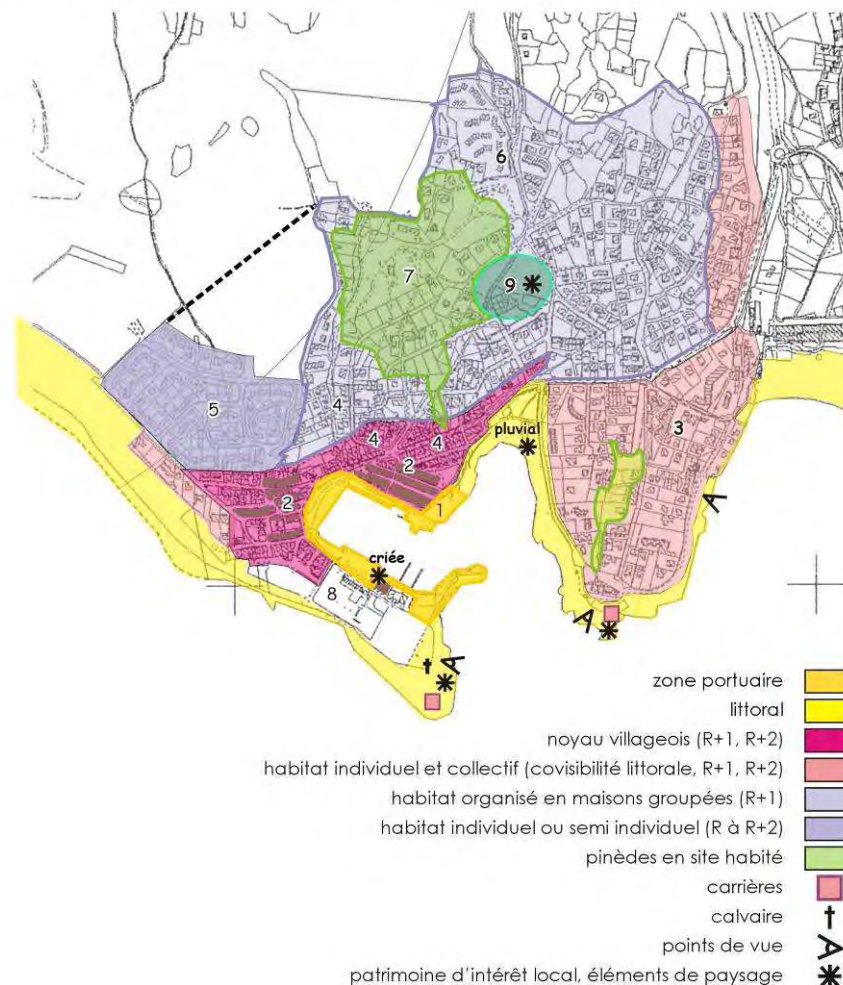 6
7
9
5
4
3
4
4
pluvial
2
2
1
criée
8
zone portuaire
littoral
noyau villageois (R+1, R+2)
habitat individuel et collectif (covisibilité littorale, R+1, R+2)
habitat organisé en maisons groupées (R+1)
habitat individuel ou semi individuel (R à R+2)
pinèdes en site habité
carrières
calvaire
points de vue
patrimoine d'intérêt local, éléments de paysage